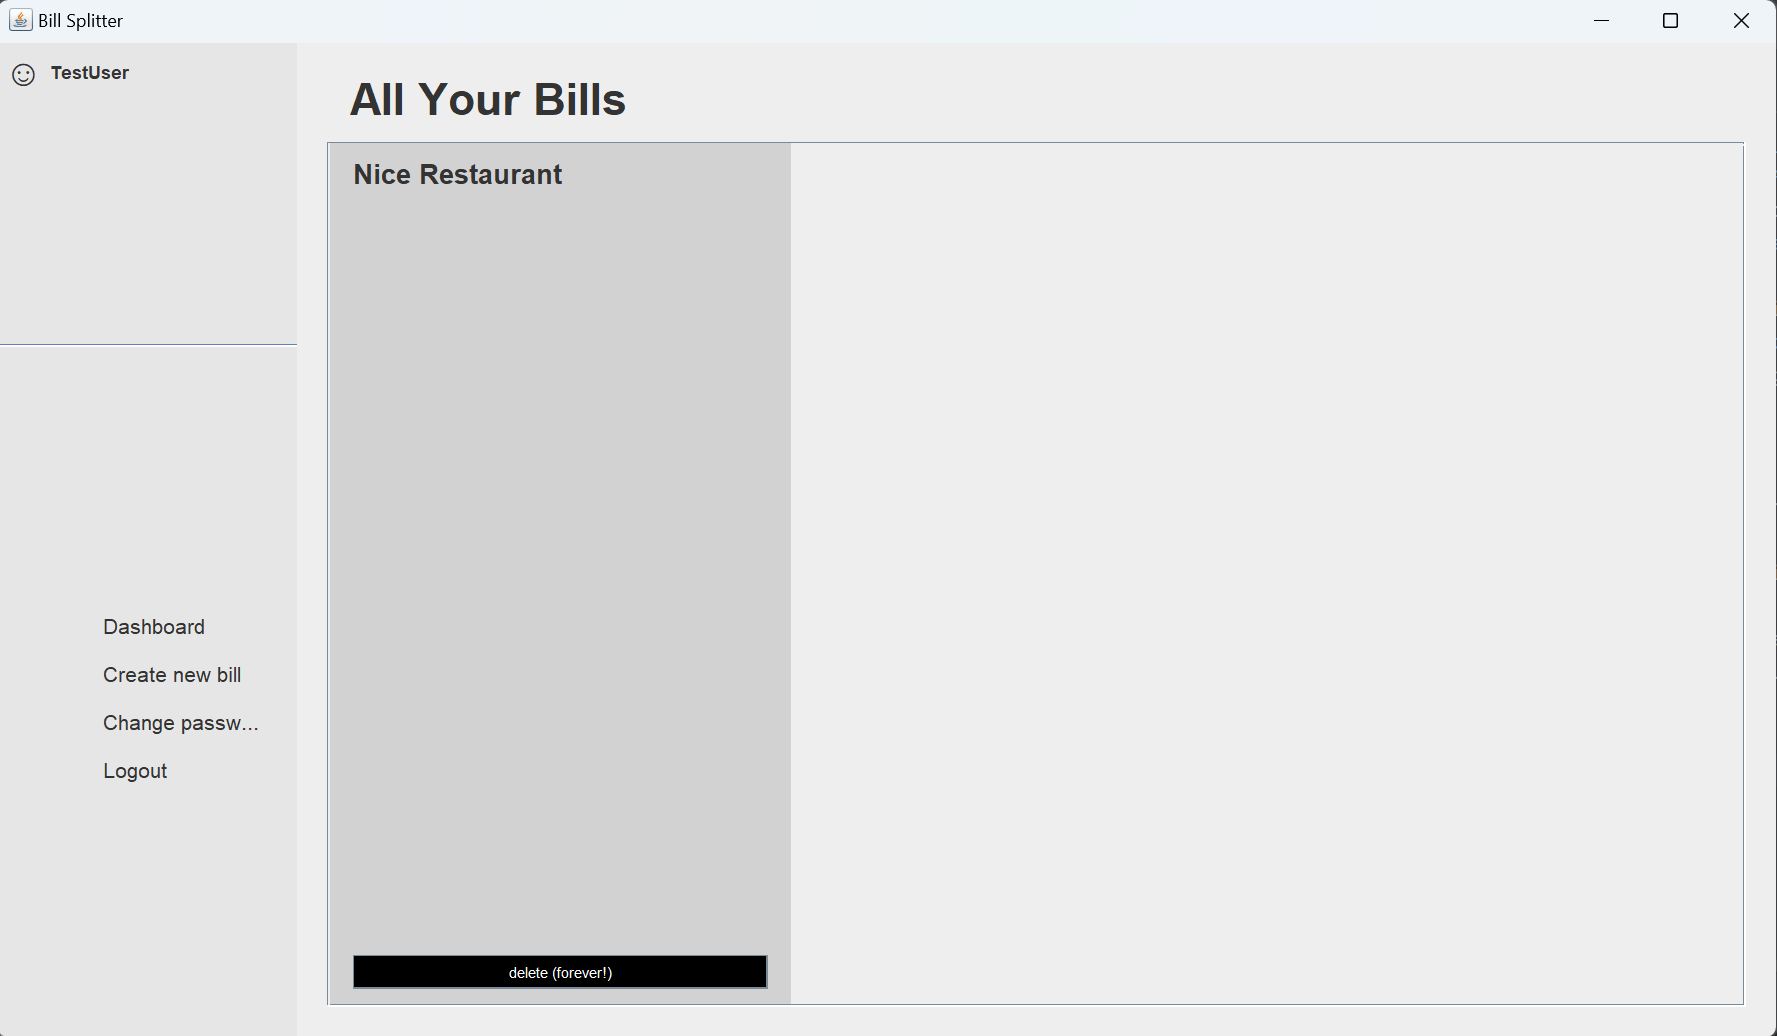 Bill Splitter
TestUser
All Your Bills
Nice Restaurant
Dashboard
Create new bill
Change passw...
Logout
delete (forever!)